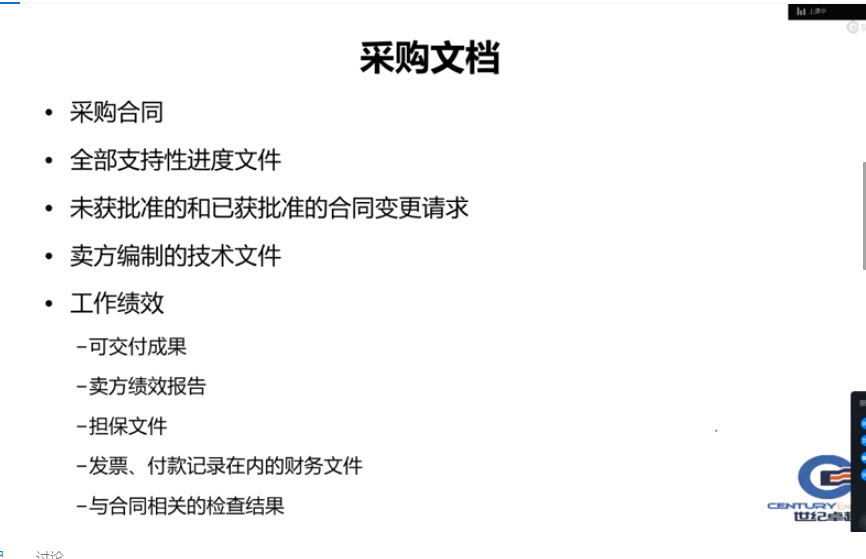 上课中
采购文档
• 采购合同
• 全部支持性进度文件
• 未获批准的和已获批准的合同变更请求
• 卖方编制的技术文件
• 工作绩效
–可交付成果
–卖方绩效报告
–担保文件
–发票、付款记录在内的财务文件
–与合同相关的检查结果
CENTURY
世纪卓
讨论